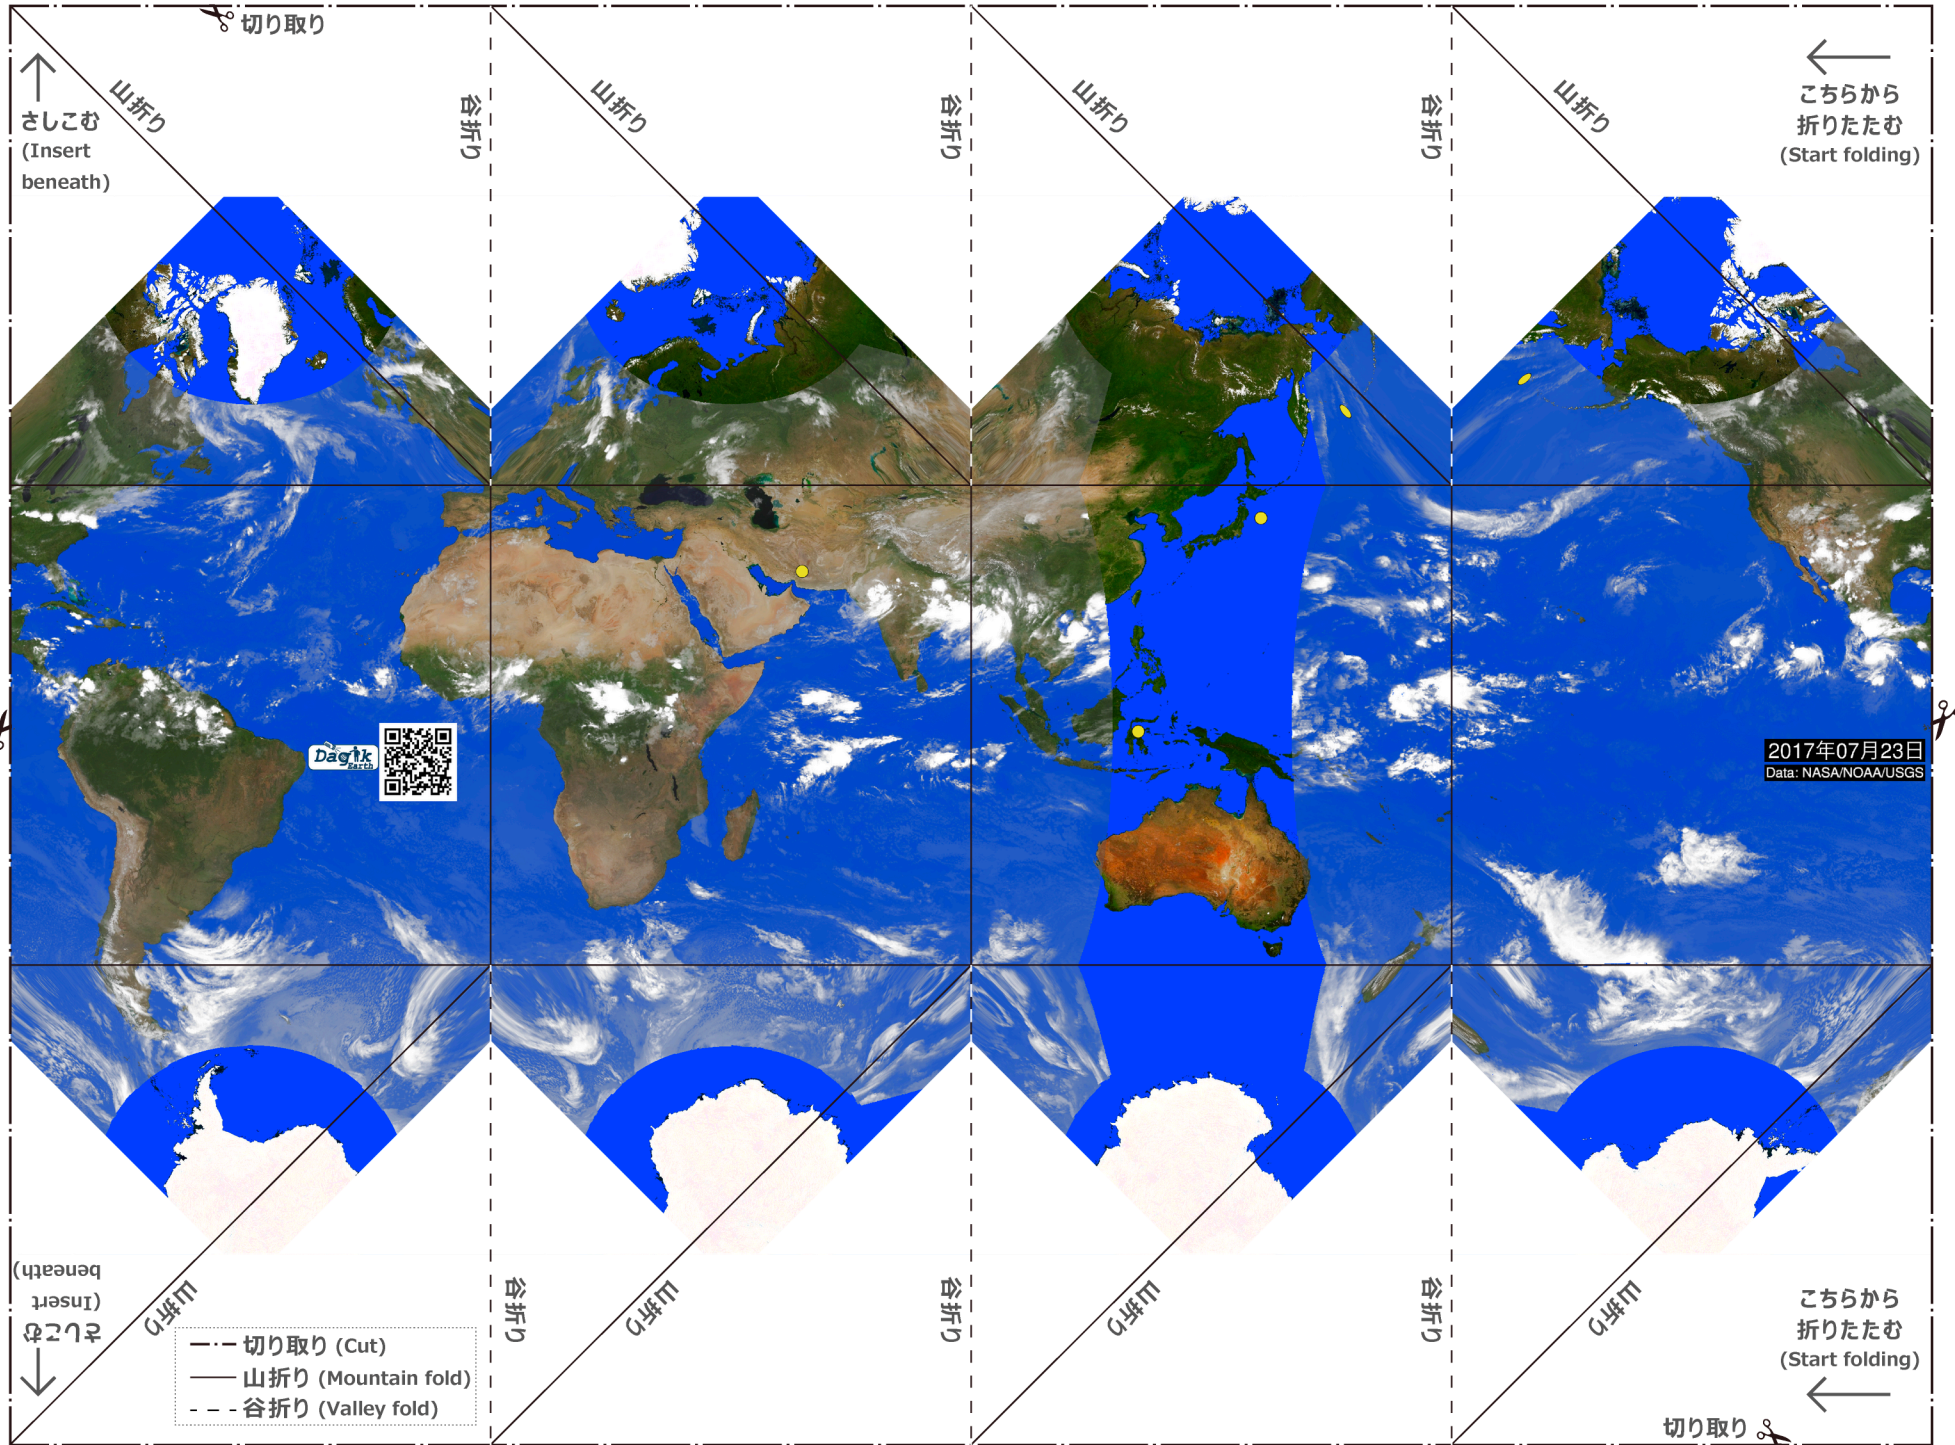 切り取り
さしこむ
(Insert
beneath)
山折り
谷折り
山折り
谷折り
山折り
谷折り
山折り
こちらから
折りたたむ
(Start folding)
Dagik
Earth
2017年07月23日
Data: NASA/NOAA/USGS
さしこむ
(Insert
beneath)
山折り
谷折り
山折り
谷折り
山折り
谷折り
山折り
こちらから
折りたたむ
(Start folding)
切り取り (Cut)
山折り (Mountain fold)
谷折り (Valley fold)
切り取り